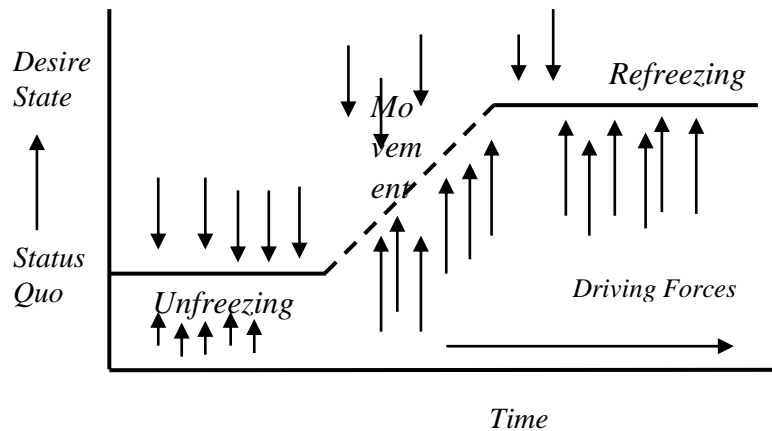 Desire
State
Refreezing
Mo
vem
ent
Status
Quo
Unfreezing
Driving Forces
Time